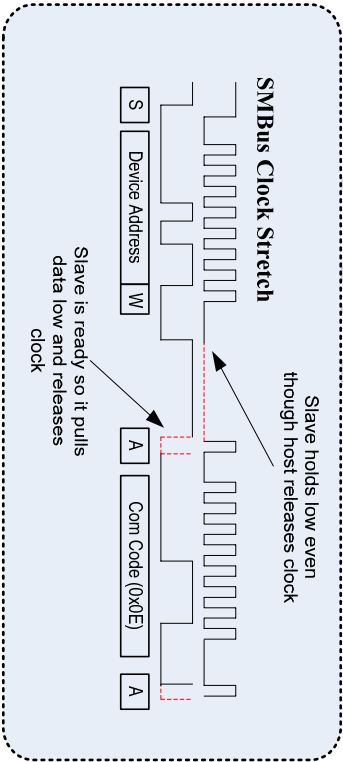 SMBus Clock Stretch
Slave holds low even
though host releases clock
S
Device Address
W
A
Com Code (0x0E)
A
Slave is ready so it pulls
data low and releases
clock